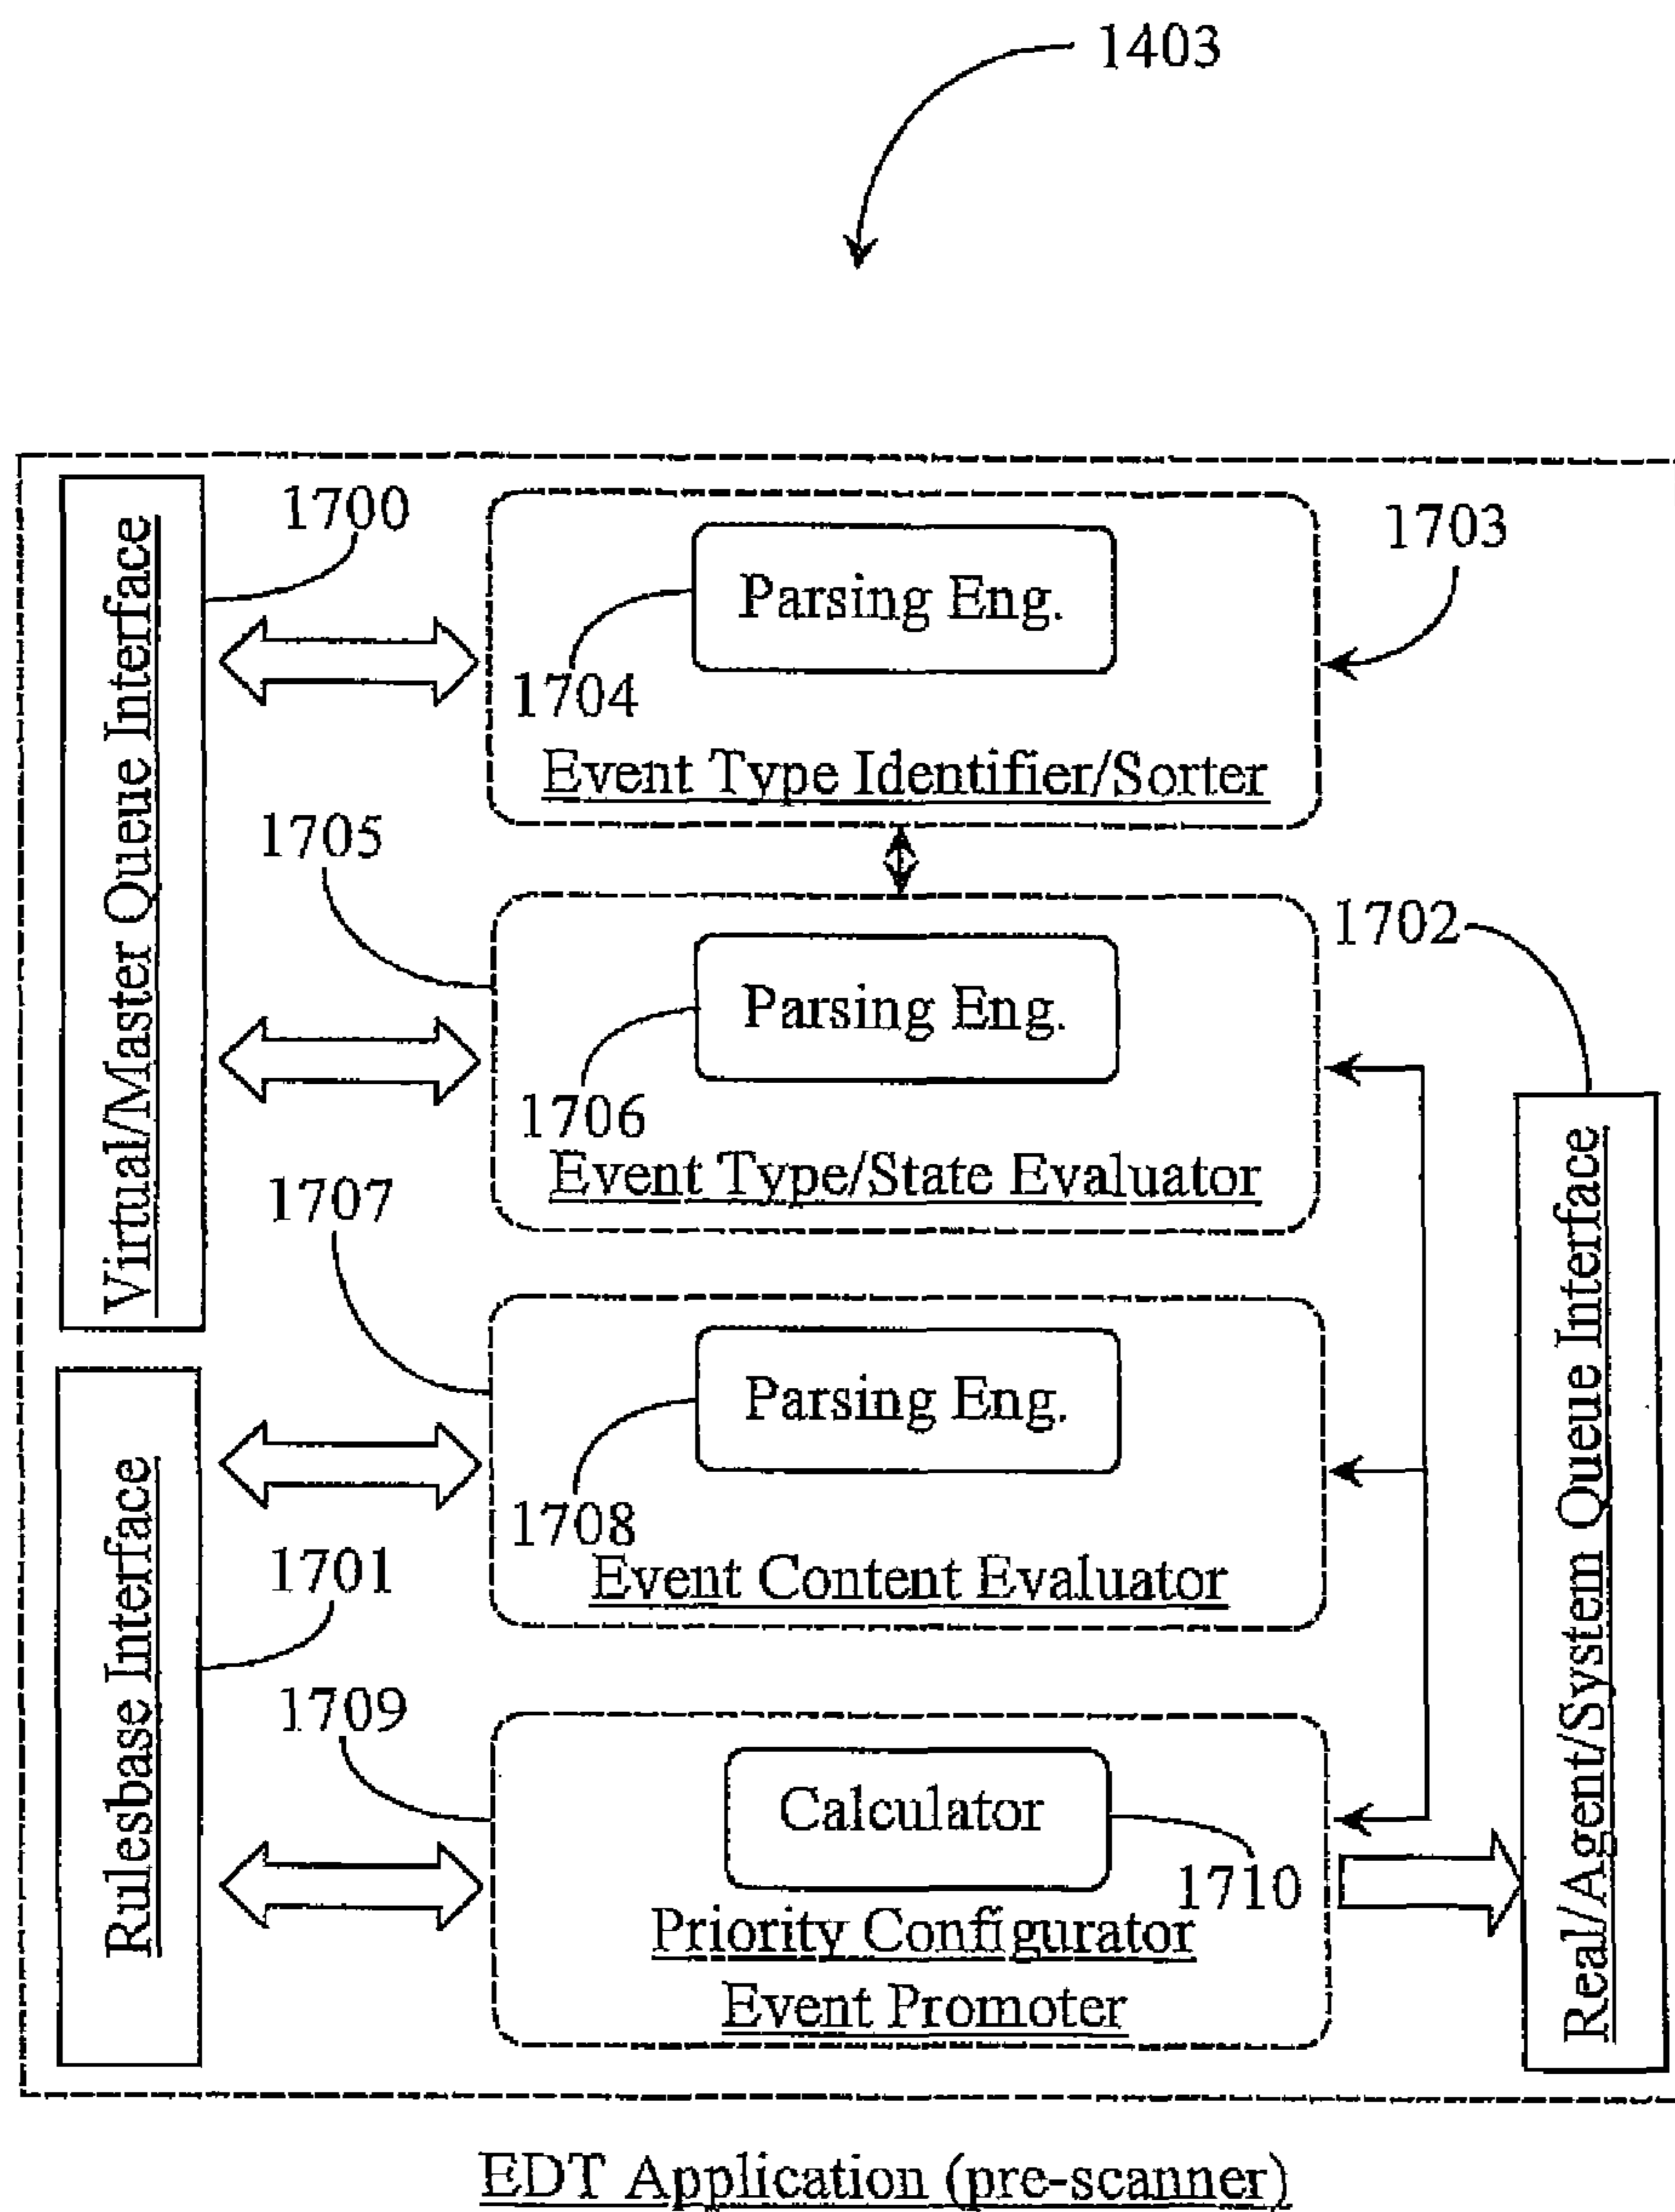 1403
1700
1703
Parsing Eng.
1704
Event Type Identifier/Sorter
Virtual/Master Queue Interface
1705
1702
Parsing Eng.
1706
Event Type/State Evaluator
1707
Parsing Eng.
1708
Event Content Evaluator
1701
Rulesbase Interface
1709
Calculator
1710
Priority Configurator
Event Promoter
Real/Agent/System Queue Interface
EDT Application (pre-scanner)